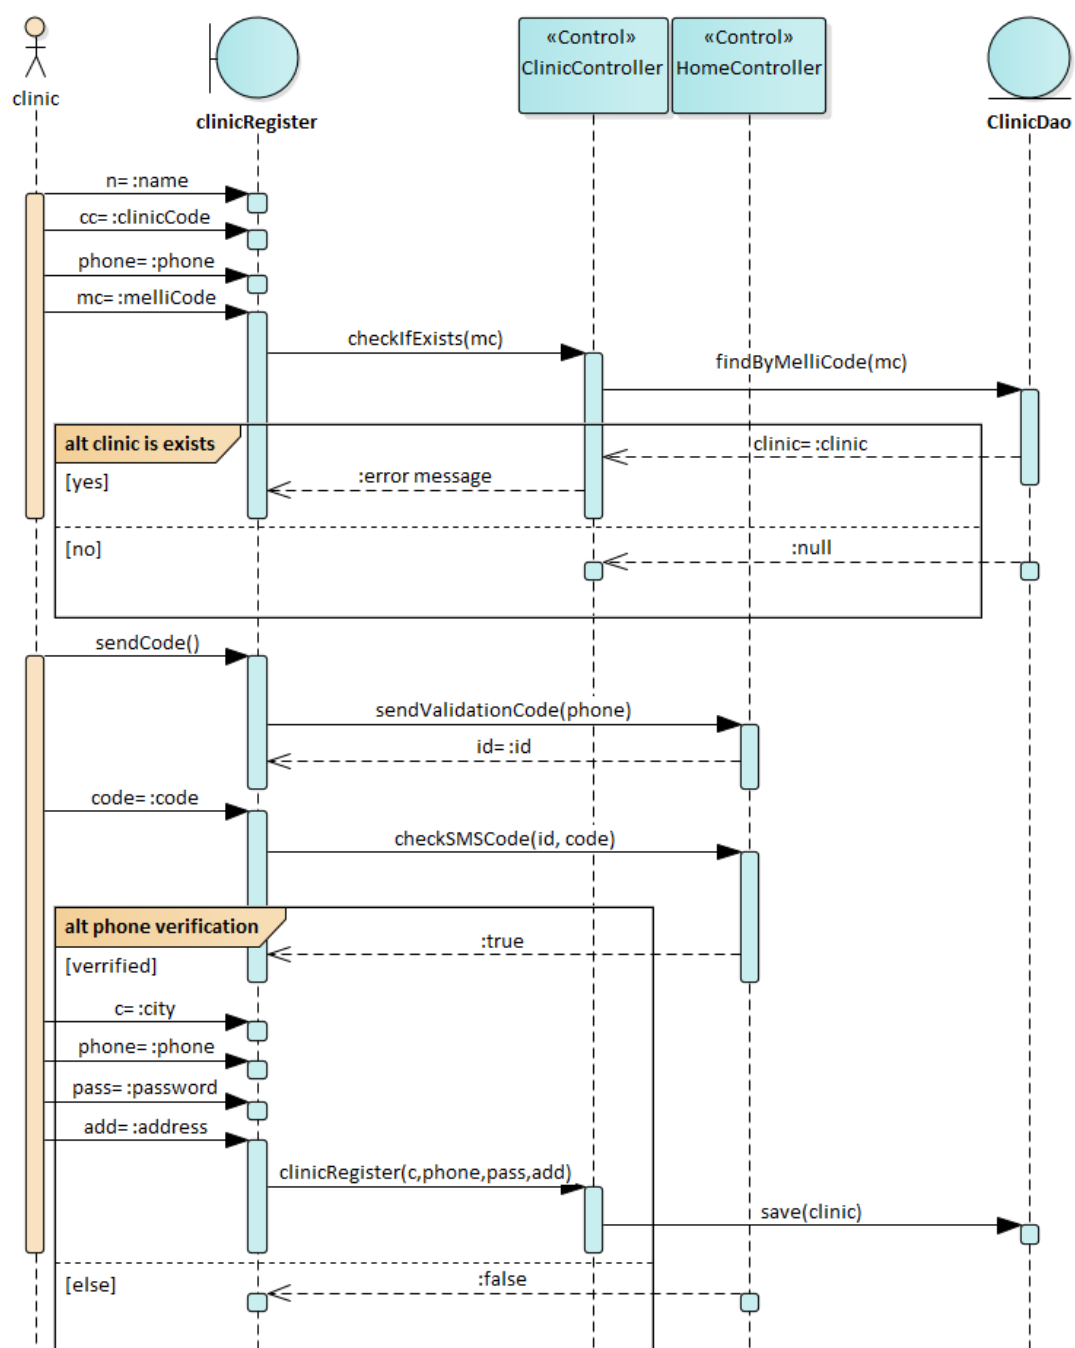 «Control»
«Control»
ClinicController
HomeController
clinic
clinicRegister
ClinicDao
n= :name
cc= :clinicCode
phone= :phone
mc= :melliCode
checkIfExists(mc)
findByMelliCode(mc)
alt clinic is exists
clinic= :clinic
[yes]
:error message
[no]
:null
sendCode()
sendValidationCode(phone)
id= :id
code= :code
checkSMSCode(id, code)
alt phone verification
:true
[verrified]
c= :city
phone= :phone
pass= :password
add= :address
clinicRegister(c,phone,pass,add)
save(clinic)
[else]
:false